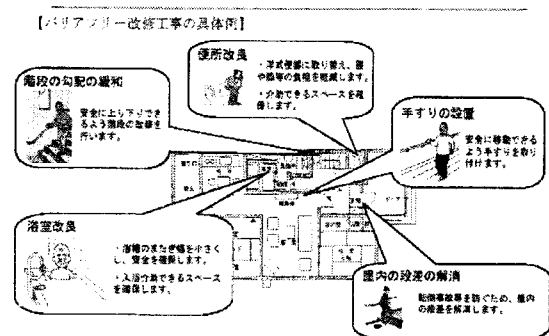 【バリアフリー改修工事の具体例】
便所改良
・洋式便器に取り替え、腰
や膝等の負担を軽減します。
・介助できるスペースを確
保します。
階段の勾配の緩和
安全に上り下りで
きるよう階段の改修を
行います。
手すりの設置
安全に移動できる
よう手すりを取り
付けます。
浴室改良
・浴槽のまたぎ幅を小さく
し、安全を確保します。
・入浴介助できるスペース
を確保します。
屋内の段差の解消
転倒事故等を防ぐため、屋内
の段差を解消します。